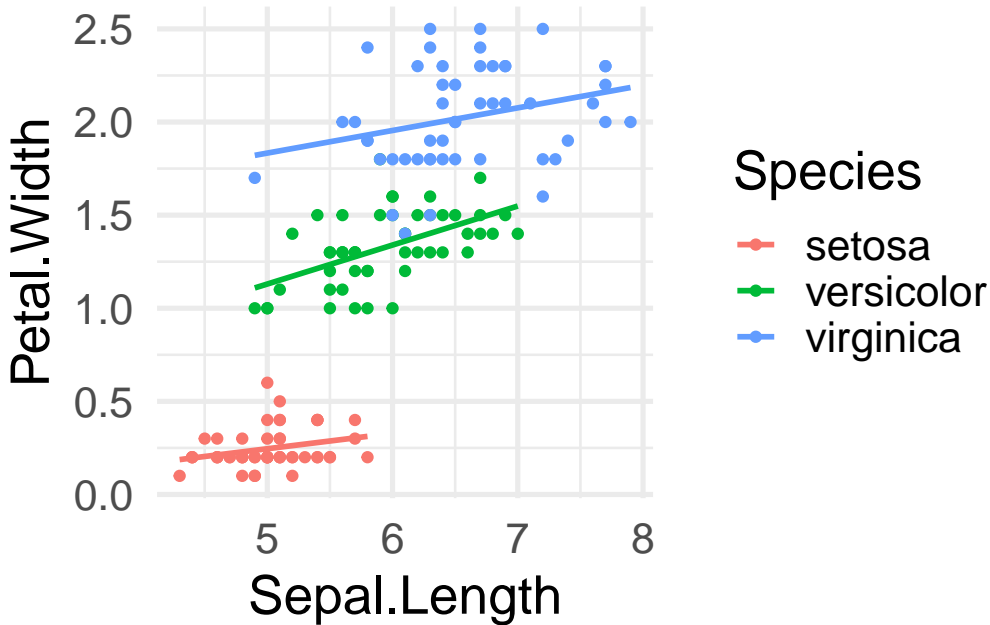 2.5
2.0
1.5
1.0
0.5
0.0
Petal.Width
5 6 7 8
Sepal.Length
Species
setosa
versicolor
virginica